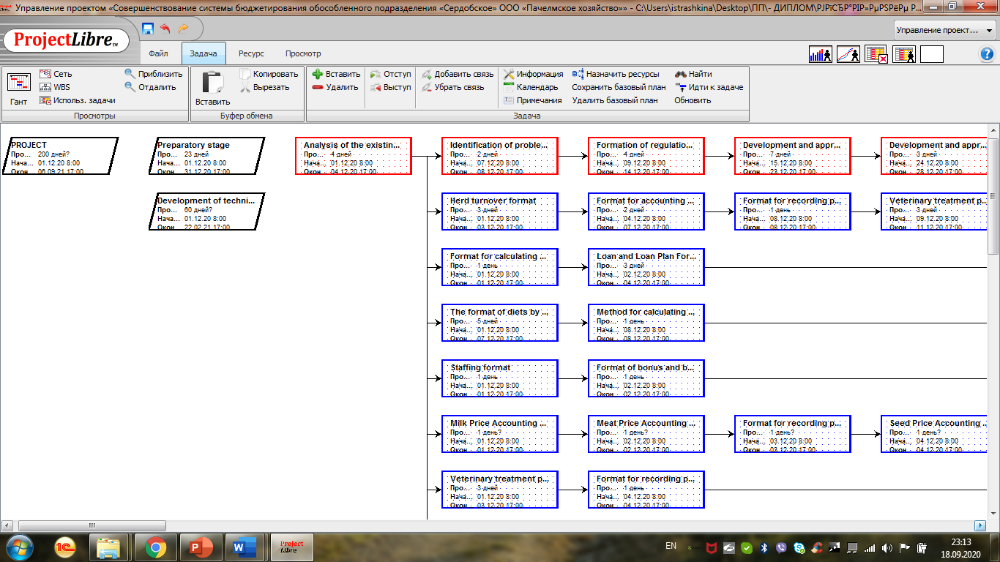 Управление проектом «Совершенствование системы бюджетирования обособленного подразделения «Сердобское» ООО «Пачелмское хозяйство»» - C:\Users\istrashkina\Desktop\ПП\- ДИПЛОМ\
ProjectLibre™
Управление проект...
Файл Задача Ресурс Просмотр
Сеть Приблизить Копировать Вставить Отступ Добавить связь Информация Назначить ресурсы Найти
WBS Отдалить Вырезать Удалить Выступ Убрать связь Календарь Сохранить базовый план Идти к задаче
Гант Использ. задачи Вставить Примечания Удалить базовый план Обновить
Просмотры Буфер обмена Задача
PROJECT
Про... 200 дней?
Нача... 01.12.20 8:00
Окон... 06.09.21 17:00
Preparatory stage
Про... 23 дней
Нача... 01.12.20 8:00
Окон... 31.12.20 17:00
Analysis of the existin...
Про... 4 дней
Нача... 01.12.20 8:00
Окон... 04.12.20 17:00
Identification of proble...
Про... 2 дней
Нача... 07.12.20 8:00
Окон... 08.12.20 17:00
Formation of regulatio...
Про... 4 дней
Нача... 09.12.20 8:00
Окон... 14.12.20 17:00
Development and appr...
Про... 7 дней
Нача... 15.12.20 8:00
Окон... 23.12.20 17:00
Development and appr...
Про... 3 дней
Нача... 24.12.20 8:00
Окон... 28.12.20 17:00
Development of techni...
Про... 60 дней?
Нача... 01.12.20 8:00
Окон... 22.02.21 17:00
Herd turnover format
Про... 3 дней
Нача... 01.12.20 8:00
Окон... 03.12.20 17:00
Format for accounting ...
Про... 2 дней
Нача... 04.12.20 8:00
Окон... 07.12.20 17:00
Format for recording p...
Про... 1 день
Нача... 08.12.20 8:00
Окон... 08.12.20 17:00
Veterinary treatment p...
Про... 3 дней
Нача... 09.12.20 8:00
Окон... 11.12.20 17:00
Format for calculating ...
Про... 1 день
Нача... 01.12.20 8:00
Окон... 01.12.20 17:00
Loan and Loan Plan For...
Про... 3 дней
Нача... 02.12.20 8:00
Окон... 04.12.20 17:00
The format of diets by ...
Про... 5 дней
Нача... 01.12.20 8:00
Окон... 07.12.20 17:00
Method for calculating ...
Про... 1 день
Нача... 08.12.20 8:00
Окон... 08.12.20 17:00
Staffing format
Про... 1 день
Нача... 01.12.20 8:00
Окон... 01.12.20 17:00
Format of bonus and b...
Про... 1 день
Нача... 02.12.20 8:00
Окон... 02.12.20 17:00
Milk Price Accounting ...
Про... 1 день?
Нача... 01.12.20 8:00
Окон... 01.12.20 17:00
Meat Price Accounting ...
Про... 1 день?
Нача... 02.12.20 8:00
Окон... 02.12.20 17:00
Format for recording p...
Про... 1 день?
Нача... 03.12.20 8:00
Окон... 03.12.20 17:00
Seed Price Accounting ...
Про... 1 день?
Нача... 04.12.20 8:00
Окон... 04.12.20 17:00
Veterinary treatment p...
Про... 3 дней
Нача... 01.12.20 8:00
Окон... 03.12.20 17:00
Format for recording p...
Про... 1 день
Нача... 04.12.20 8:00
Окон... 04.12.20 17:00
1С
Project Libre
EN
23:13
18.09.2020